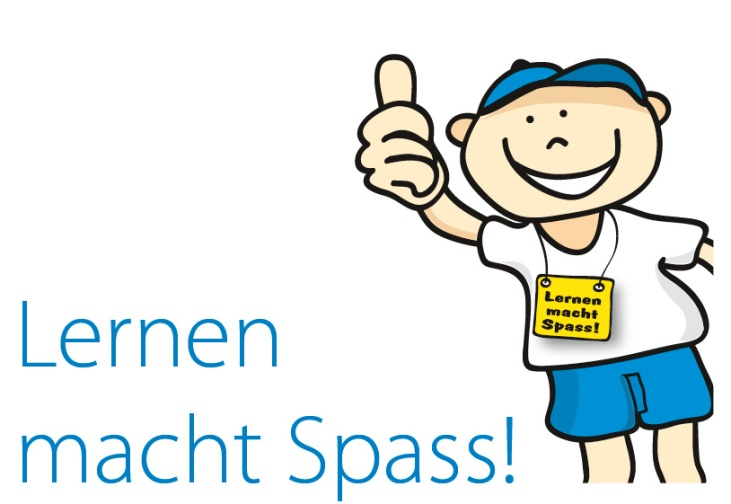 Lernen
macht
Spass!
Lernen
macht Spass!